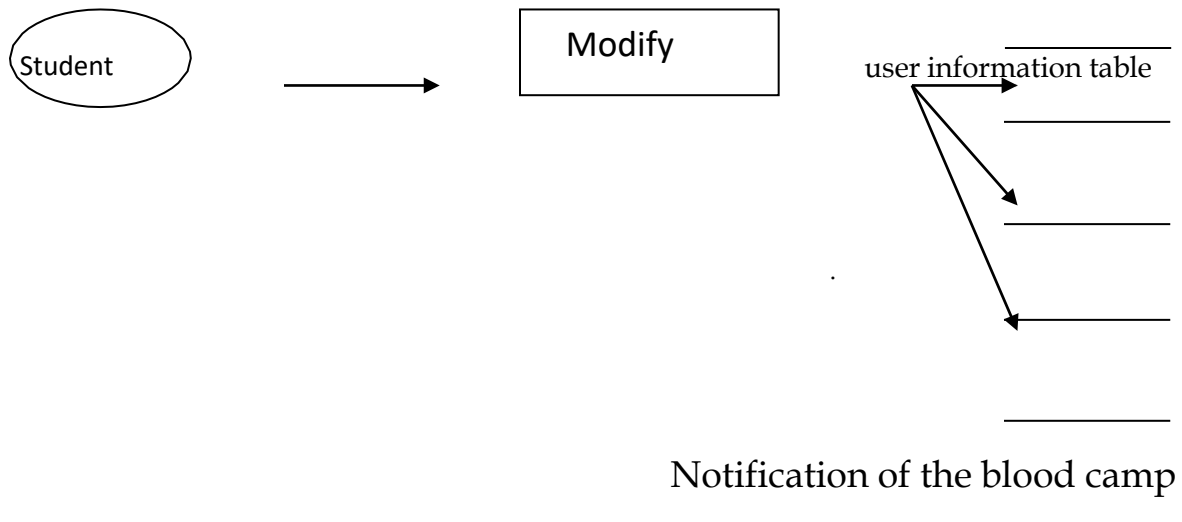 Student
Modify
user information table
.
Notification of the blood camp